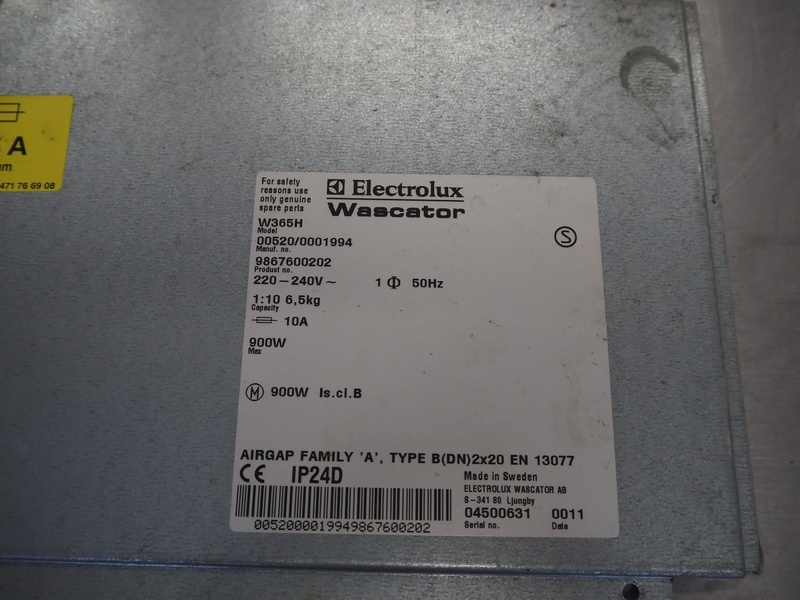 A
mm
471 76 69 08
For safety
reasons use
only genuine
spare parts
Electrolux
Wascator
W365H
Model
00520/0001994
Manuf. no.
9867600202
Product no.
220-240V~ 1 Φ 50Hz
1:10 6,5kg
Capacity
10A
900W
Max
S
M 900W Is.cl.B
AIRGAP FAMILY 'A', TYPE B(DN)2x20 EN 13077
CE IP24D
Made in Sweden
ELECTROLUX WASCATOR AB
S-341 80 Ljungby
04500631 0011
Serial no. Date
0052000019949867600202